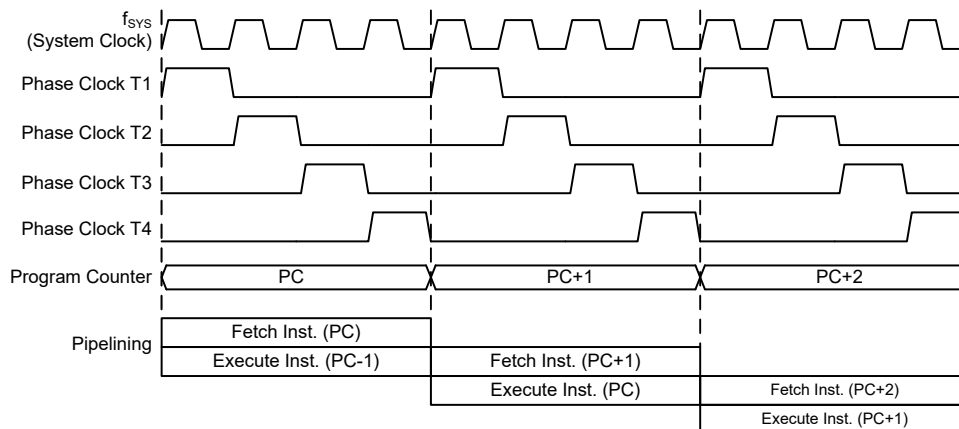 fSYS
(System Clock)
Phase Clock T1
Phase Clock T2
Phase Clock T3
Phase Clock T4
Program Counter PC PC+1 PC+2
Pipelining
Fetch Inst. (PC)
Execute Inst. (PC-1) Fetch Inst. (PC+1)
Execute Inst. (PC) Fetch Inst. (PC+2)
Execute Inst. (PC+1)